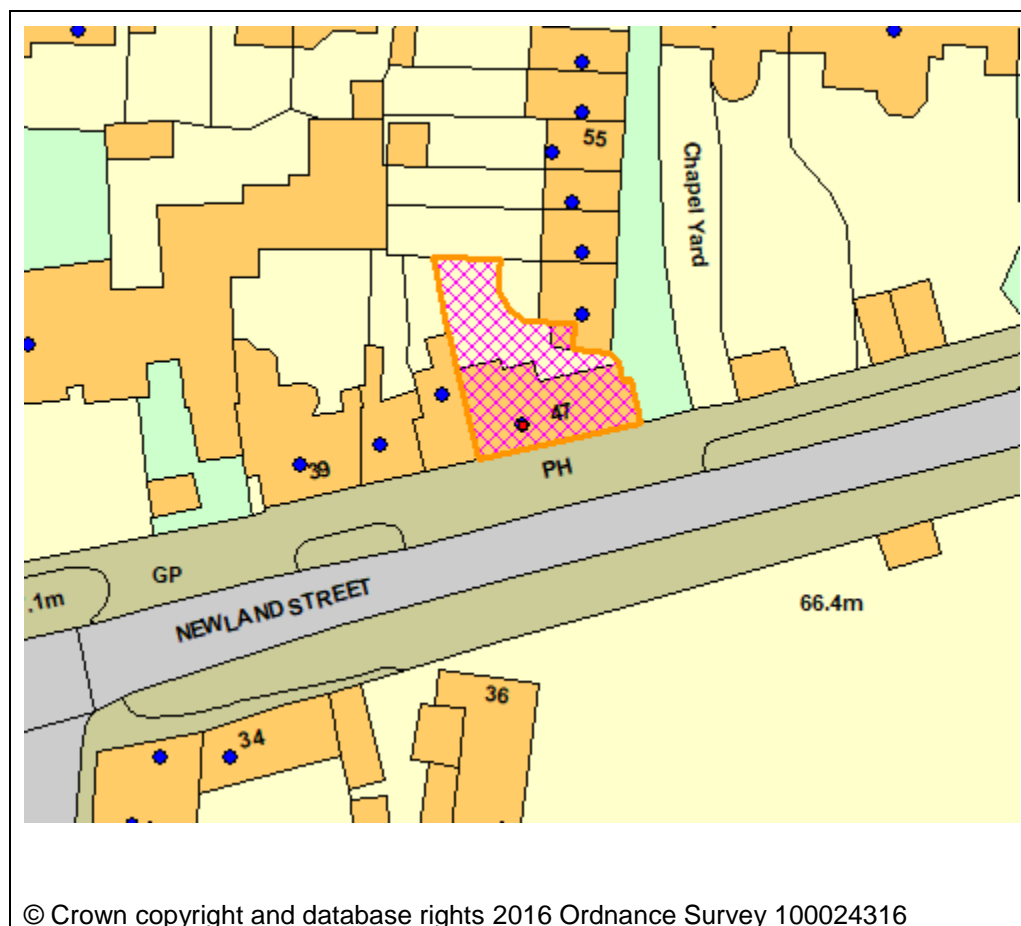 55
Chapel Yard
47
PH
39
GP
.1m
NEWLAND STREET
66.4m
36
34
© Crown copyright and database rights 2016 Ordnance Survey 100024316